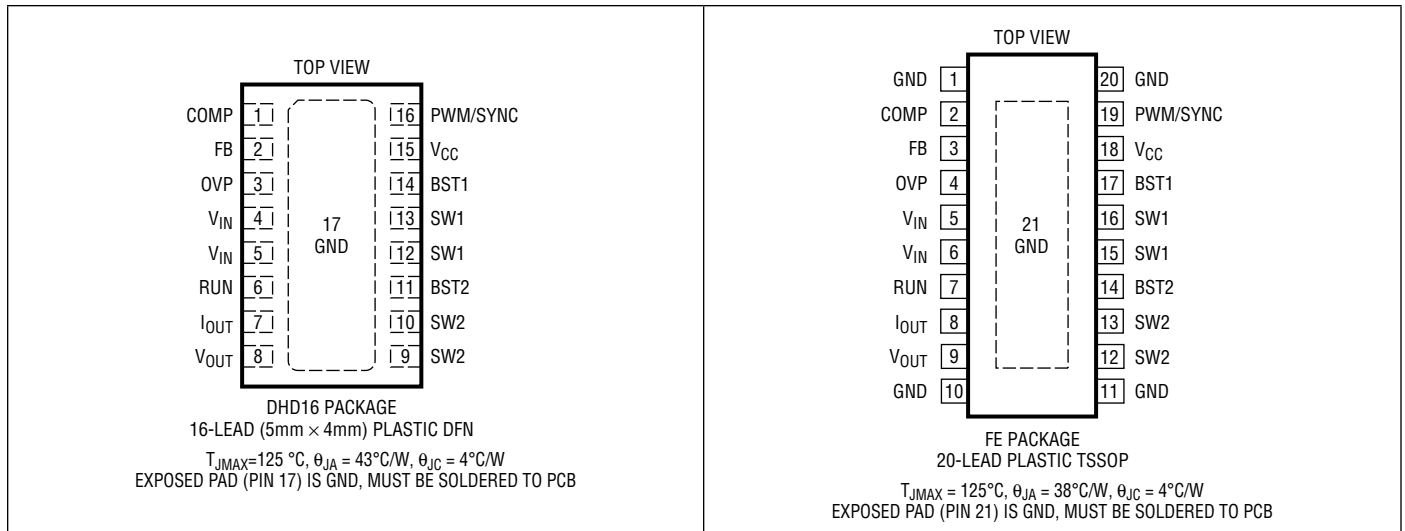 TOP VIEW
COMP 1 16 PWM/SYNC
FB 2 15 VCC
OVP 3 14 BST1
VIN 4 13 SW1
17
GND
VIN 5 12 SW1
RUN 6 11 BST2
IOUT 7 10 SW2
VOUT 8 9 SW2
DHD16 PACKAGE
16-LEAD (5mm × 4mm) PLASTIC DFN
TJMAX=125 °C, θJA = 43°C/W, θJC = 4°C/W
EXPOSED PAD (PIN 17) IS GND, MUST BE SOLDERED TO PCB
TOP VIEW
GND 1 20 GND
COMP 2 19 PWM/SYNC
FB 3 18 VCC
OVP 4 17 BST1
VIN 5 16 SW1
21
GND
VIN 6 15 SW1
RUN 7 14 BST2
IOUT 8 13 SW2
VOUT 9 12 SW2
GND 10 11 GND
FE PACKAGE
20-LEAD PLASTIC TSSOP
TJMAX = 125°C, θJA = 38°C/W, θJC = 4°C/W
EXPOSED PAD (PIN 21) IS GND, MUST BE SOLDERED TO PCB